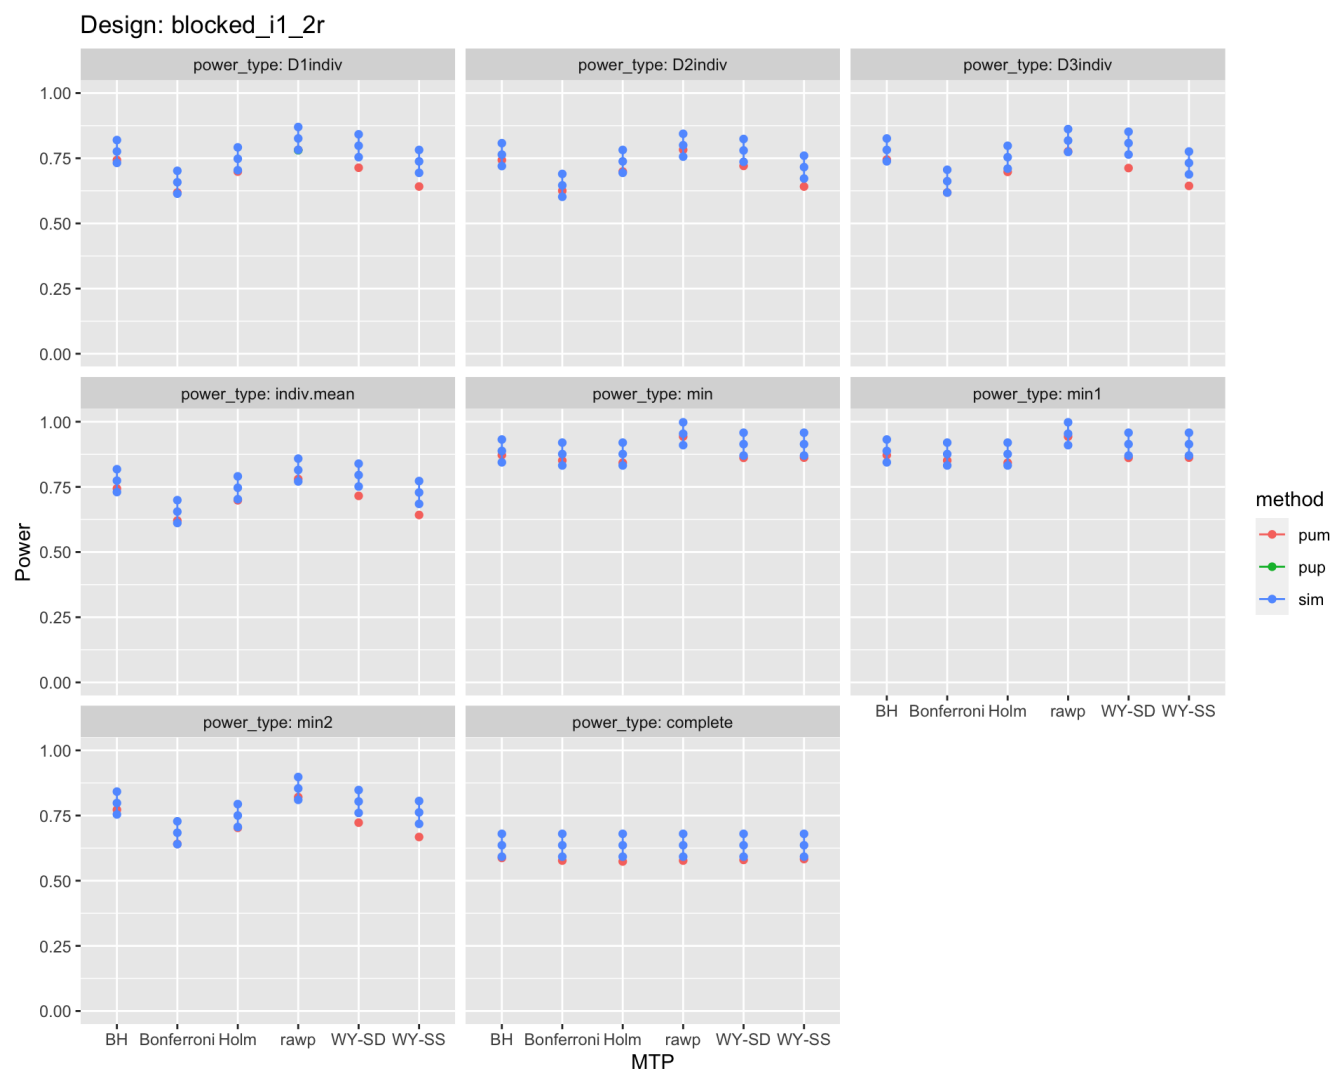 Design: blocked_i1_2r
power_type: D1indiv
power_type: D2indiv
power_type: D3indiv
1.00
0.75
0.50
0.25
0.00
power_type: indiv.mean
power_type: min
power_type: min1
1.00
0.75
0.50
0.25
0.00
BH Bonferroni Holm rawp WY-SD WY-SS
power_type: min2
power_type: complete
1.00
0.75
0.50
0.25
0.00
BH Bonferroni Holm rawp WY-SD WY-SS
BH Bonferroni Holm rawp WY-SD WY-SS
MTP
Power
method
pum
pup
sim